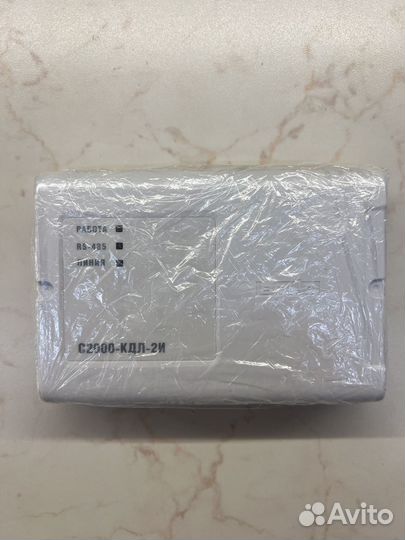 РАБОТА
RS-485
ЛИНИЯ
С2000-КДЛ-2И
Avito